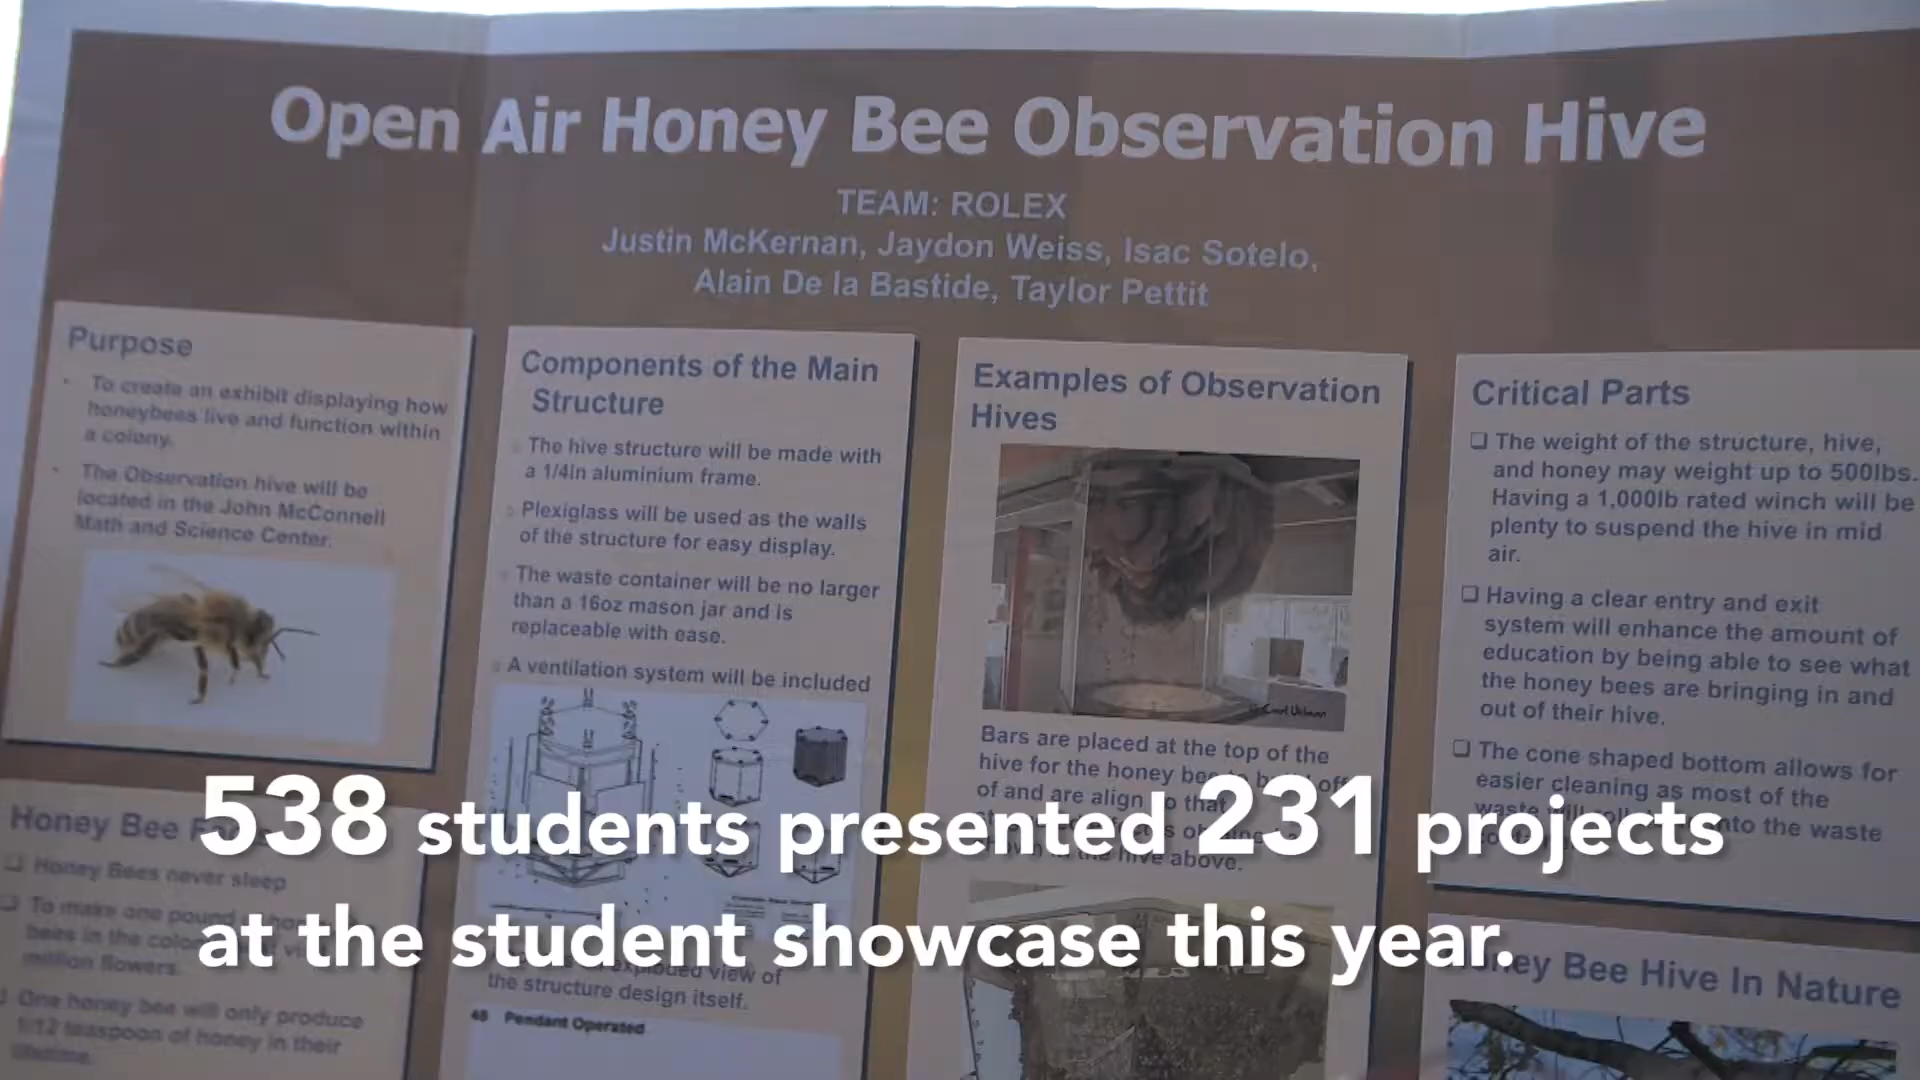 Open Air Honey Bee Observation Hive
TEAM: ROLEX
Justin McKernan, Jaydon Weiss, Isac Sotelo,
Alain De la Bastide, Taylor Pettit
Purpose
To create an exhibit displaying how
honeybees live and function within
a colony.
The Observation hive will be
located in the John McConnell
Math and Science Center.
Components of the Main
Structure
The hive structure will be made with
a 1/4in aluminium frame.
Plexiglass will be used as the walls
of the structure for easy display.
The waste container will be no larger
than a 16oz mason jar and is
replaceable with ease.
A ventilation system will be included
Examples of Observation
Hives
Bars are placed at the top of the
hive for the honey
of and are align that
hive above.
Critical Parts
❑ The weight of the structure, hive,
and honey may weight up to 500lbs.
Having a 1,000lb rated winch will be
plenty to suspend the hive in mid
air.
❑ Having a clear entry and exit
system will enhance the amount of
education by being able to see what
the honey bees are bringing in and
out of their hive.
❑ The cone shaped bottom allows for
easier cleaning as most of the
waste will into the waste
Honey Bee
Honey Bees never sleep
To make one pound
bees in the
million flowers.
One honey bee will only produce
1/12 teaspoon of honey in their
lifetime.
exploded view of
the structure design itself.
48 Pendant Operated
Bee Hive In Nature
538 students presented 231 projects
at the student showcase this year.